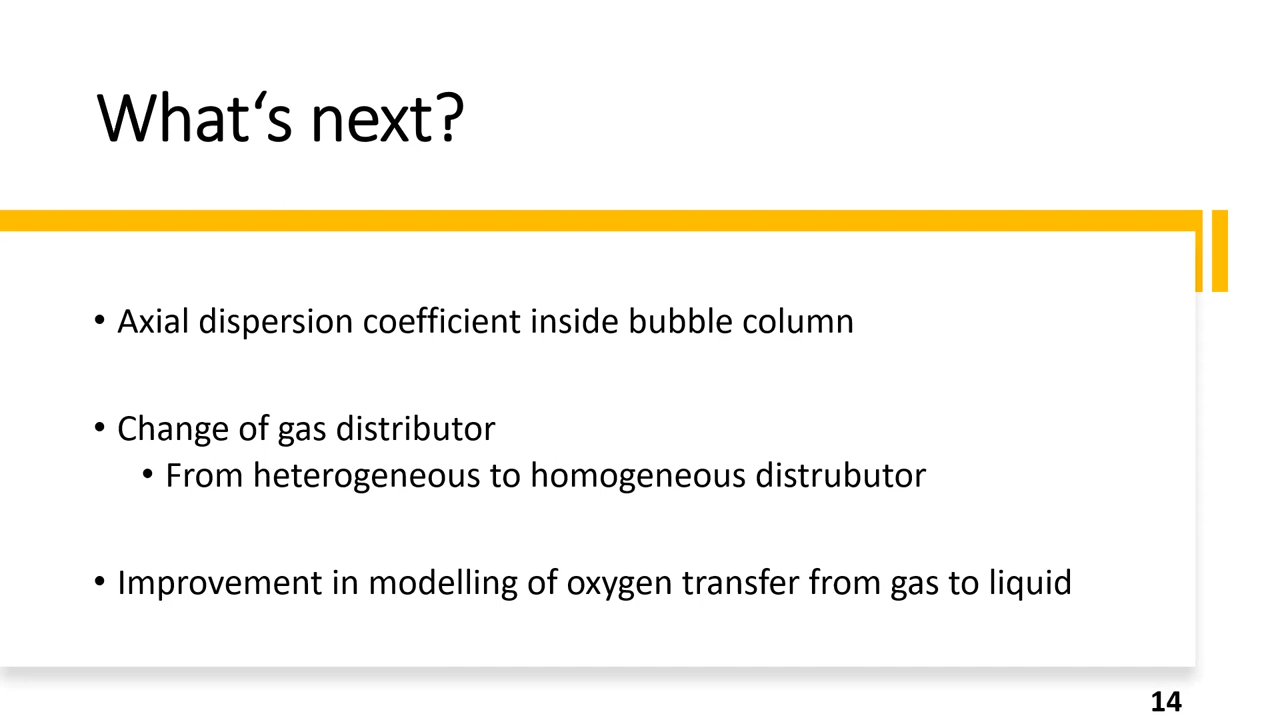 What‘s next?
• Axial dispersion coefficient inside bubble column
• Change of gas distributor
• From heterogeneous to homogeneous distrubutor
• Improvement in modelling of oxygen transfer from gas to liquid
14